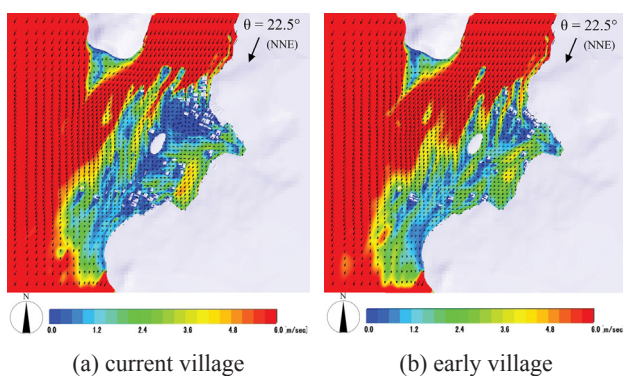 θ = 22.5°
(NNE)
θ = 22.5°
(NNE)
N
0.0 1.2 2.4 3.6 4.8 6.0 [m/sec]
N
0.0 1.2 2.4 3.6 4.8 6.0 [m/sec]
(a) current village
(b) early village